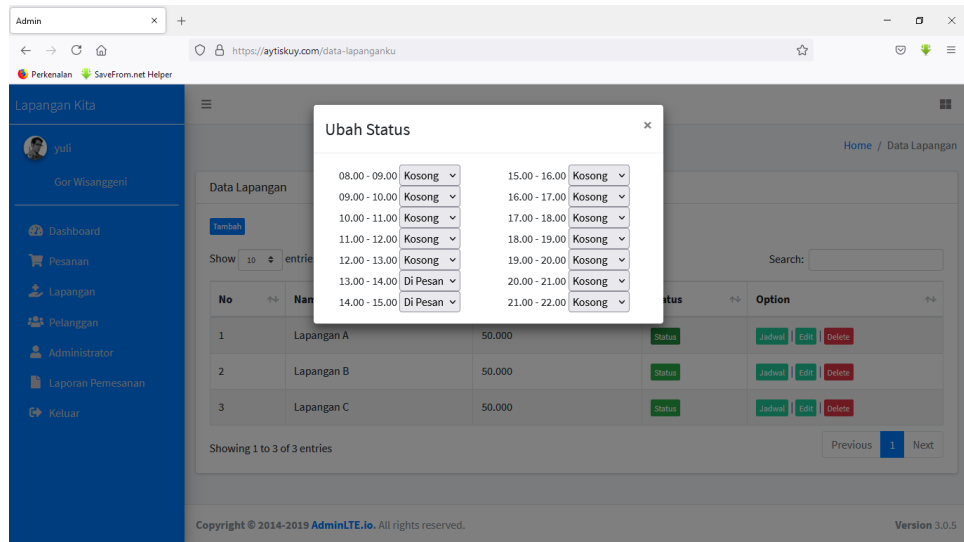 Admin
https://aytiskuy.com/data-lapanganku
Perkenalan SaveFrom.net Helper
Lapangan Kita
yuli
Gor Wisanggeni
Dashboard
Pesanan
Lapangan
Pelanggan
Administrator
Laporan Pemesanan
Keluar
Home / Data Lapangan
Ubah Status ×
08.00 - 09.00 Kosong 15.00 - 16.00 Kosong
09.00 - 10.00 Kosong 16.00 - 17.00 Kosong
10.00 - 11.00 Kosong 17.00 - 18.00 Kosong
11.00 - 12.00 Kosong 18.00 - 19.00 Kosong
12.00 - 13.00 Kosong 19.00 - 20.00 Kosong
13.00 - 14.00 Di Pesan 20.00 - 21.00 Kosong
14.00 - 15.00 Di Pesan 21.00 - 22.00 Kosong
Data Lapangan
Tambah
Show 10 entrie Search:
No Nam tatus Option
1 Lapangan A 50.000 Status Jadwal | Edit | Delete
2 Lapangan B 50.000 Status Jadwal | Edit | Delete
3 Lapangan C 50.000 Status Jadwal | Edit | Delete
Showing 1 to 3 of 3 entries Previous 1 Next
Copyright © 2014-2019 AdminLTE.io. All rights reserved. Version 3.0.5